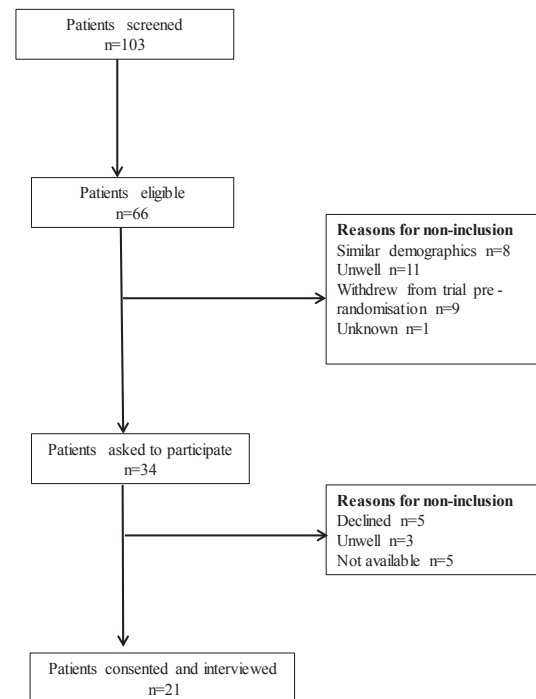 Patients screened
n=103
Patients eligible
n=66
Reasons for non-inclusion
Similar demographics n=8
Unwell n=11
Withdrew from trial pre-
randomisation n=9
Unknown n=1
Patients asked to participate
n=34
Reasons for non-inclusion
Declined n=5
Unwell n=3
Not available n=5
Patients consented and interviewed
n=21